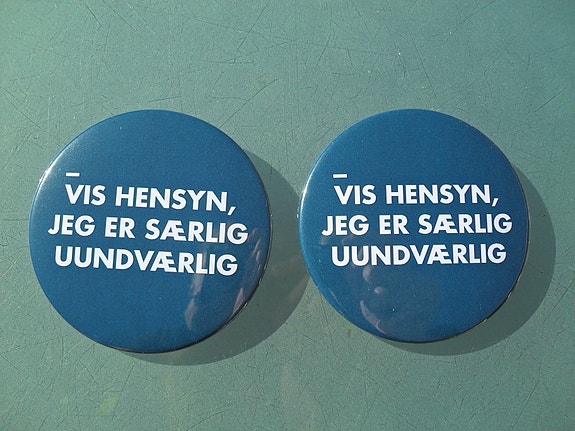 VIS HENSYN,
JEG ER SÆRLIG
UUNDVÆRLIG
VIS HENSYN,
JEG ER SÆRLIG
UUNDVÆRLIG